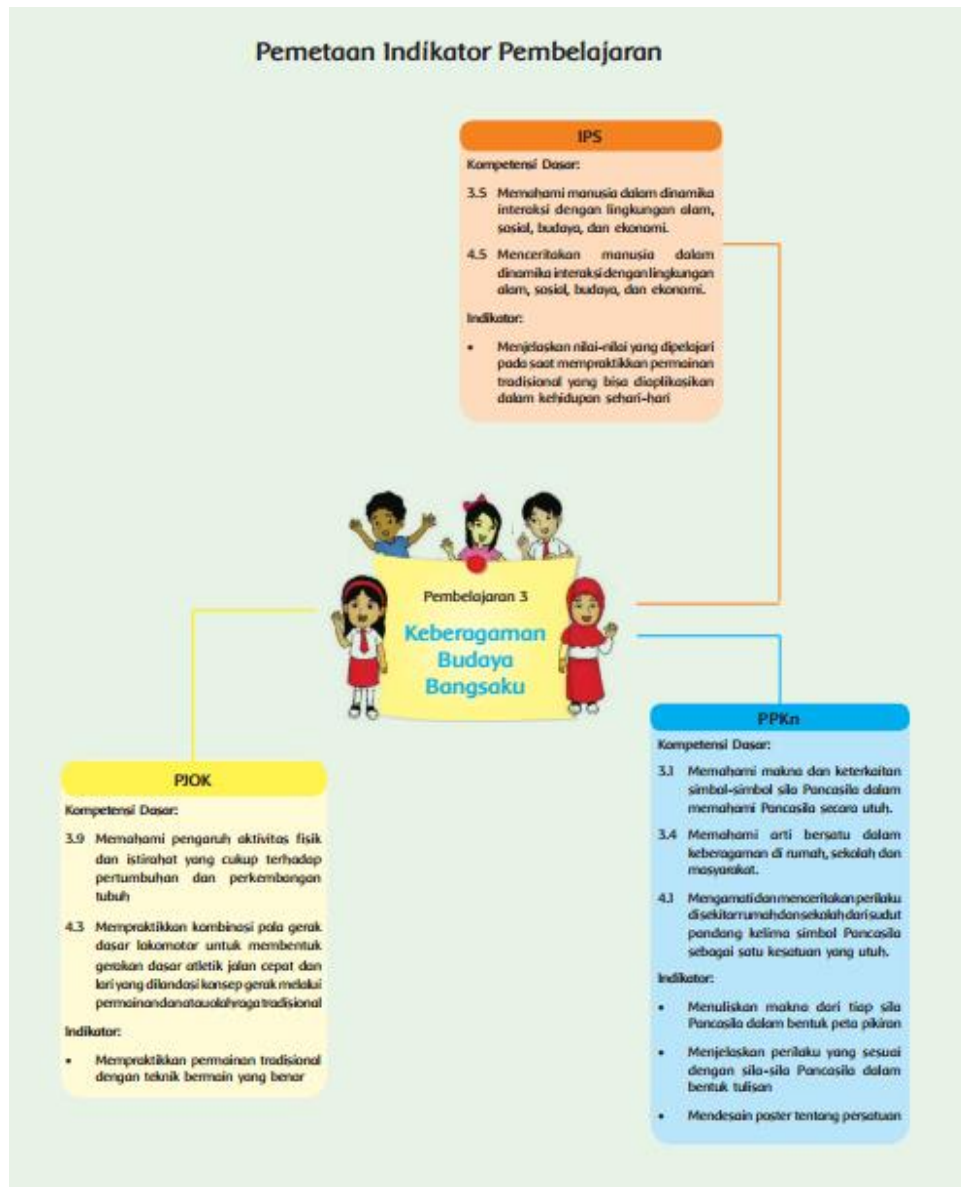 Pemetaan Indikator Pembelajaran
IPS
Kompetensi Dasar:
3.5 Memahami manusia dalam dinamika
interaksi dengan lingkungan alam,
sosial, budaya, dan ekonomi.
4.5 Menceritakan manusia dalam
dinamika interaksi dengan lingkungan
alam, sosial, budaya, dan ekonomi.
Indikator:
• Menjelaskan nilai-nilai yang dipelajari
pada saat mempraktikkan permainan
tradisional yang bisa diaplikasikan
dalam kehidupan sehari-hari
Pembelajaran 3
Keberagaman
Budaya
Bangsaku
PJOK
Kompetensi Dasar:
3.9 Memahami pengaruh aktivitas fisik
dan istirahat yang cukup terhadap
pertumbuhan dan perkembangan
tubuh
4.3 Mempraktikkan kombinasi pola gerak
dasar lokomotor untuk membentuk
gerakan dasar atletik jalan cepat dan
lari yang dilandasi konsep gerak melalui
permainan dan atau olahraga tradisional
Indikator:
• Mempraktikkan permainan tradisional
dengan teknik bermain yang benar
PPKn
Kompetensi Dasar:
3.1 Memahami makna dan keterkaitan
simbol-simbol sila Pancasila dalam
memahami Pancasila secara utuh.
3.4 Memahami arti bersatu dalam
keberagaman di rumah, sekolah dan
masyarakat.
4.1 Mengamati dan menceritakan perilaku
di sekitar rumah dan sekolah dari sudut
pandang kelima simbol Pancasila
sebagai satu kesatuan yang utuh.
Indikator:
• Menuliskan makna dari tiap sila
Pancasila dalam bentuk peta pikiran
• Menjelaskan perilaku yang sesuai
dengan sila-sila Pancasila dalam
bentuk tulisan
• Mendesain poster tentang persatuan